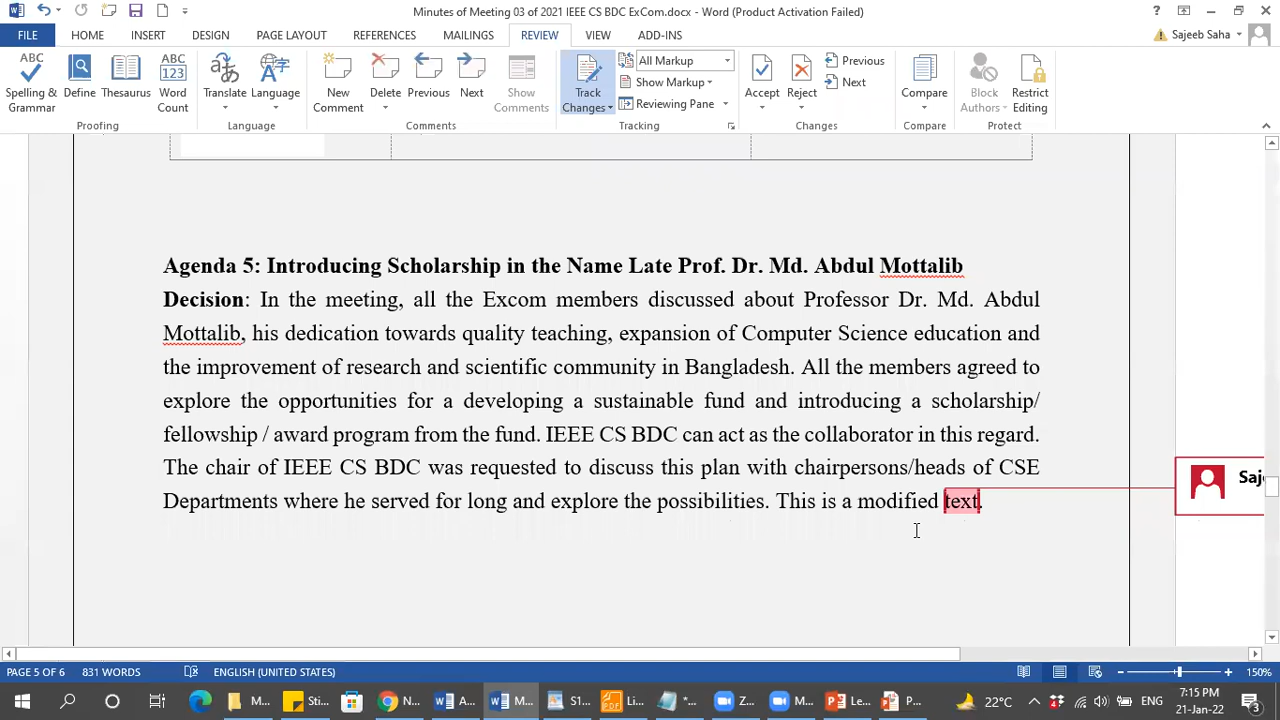 Minutes of Meeting 03 of 2021 IEEE CS BDC ExCom.docx - Word (Product Activation Failed)
FILE HOME INSERT DESIGN PAGE LAYOUT REFERENCES MAILINGS REVIEW VIEW ADD-INS Sajeeb Saha
Spelling & Grammar
Define
Thesaurus
Word Count
Translate
Language
New Comment
Delete
Previous
Next
Show Comments
Track Changes
All Markup
Show Markup
Reviewing Pane
Accept
Reject
Previous
Next
Compare
Block Authors
Restrict Editing
Proofing Language Comments Tracking Changes Compare Protect
Agenda 5: Introducing Scholarship in the Name Late Prof. Dr. Md. Abdul Mottalib
Decision: In the meeting, all the Excom members discussed about Professor Dr. Md. Abdul
Mottalib, his dedication towards quality teaching, expansion of Computer Science education and
the improvement of research and scientific community in Bangladesh. All the members agreed to
explore the opportunities for a developing a sustainable fund and introducing a scholarship/
fellowship / award program from the fund. IEEE CS BDC can act as the collaborator in this regard.
The chair of IEEE CS BDC was requested to discuss this plan with chairpersons/heads of CSE
Departments where he served for long and explore the possibilities. This is a modified text.
Saje
PAGE 5 OF 6 831 WORDS ENGLISH (UNITED STATES) 150%
M... Sti... N... A... M... S1... Li... *... Z... M... Le... P... 22°C ENG
7:15 PM
21-Jan-22
3